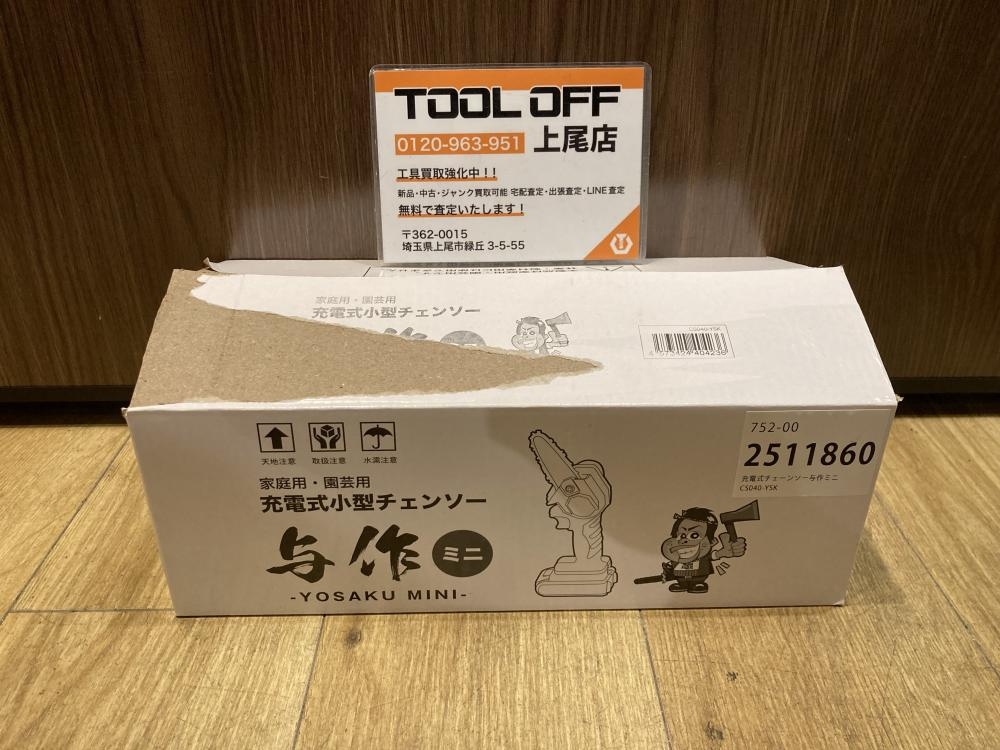 TOOL OFF
0120-963-951 上尾店
工具買取強化中！！
新品・中古・ジャンク買取可能 宅配査定・出張査定・LINE査定
無料で査定いたします！
〒362-0015
埼玉県上尾市緑丘 3-5-55
家庭用・園芸用
充電式小型チェンソー
CS040-YSK
752-00
2511860
充電式チェーンソー与作ミニ
CS040-YSK
天地注意 取扱注意 水濡注意
家庭用・園芸用
充電式小型チェンソー
与作 ミニ
-YOSAKU MINI-